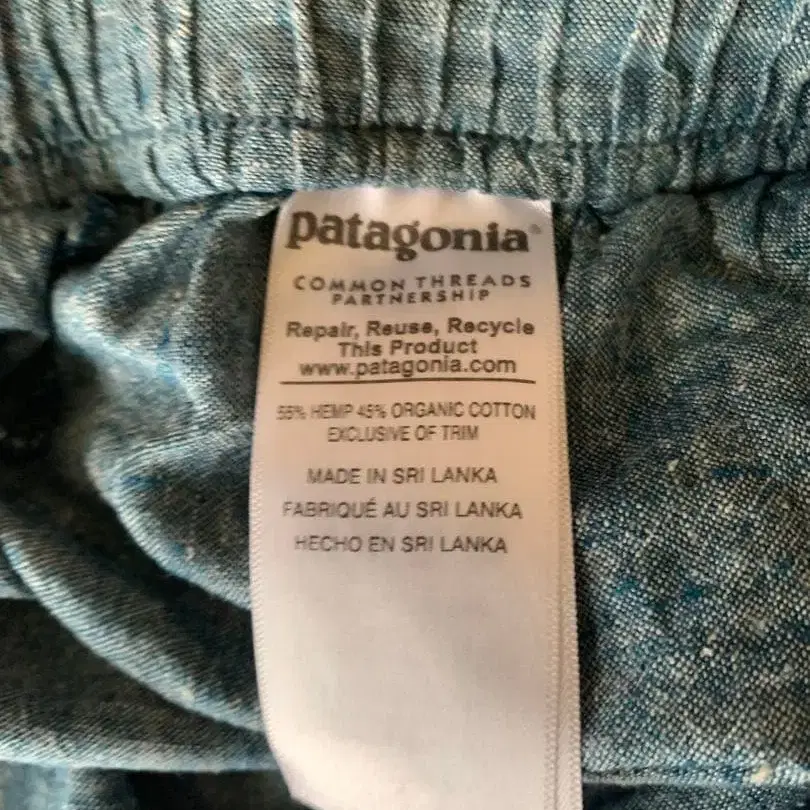 patagonia®
COMMON THREADS
PARTNERSHIP
Repair, Reuse, Recycle
This Product
www.patagonia.com
55% HEMP 45% ORGANIC COTTON
EXCLUSIVE OF TRIM
MADE IN SRI LANKA
FABRIQUÉ AU SRI LANKA
HECHO EN SRI LANKA